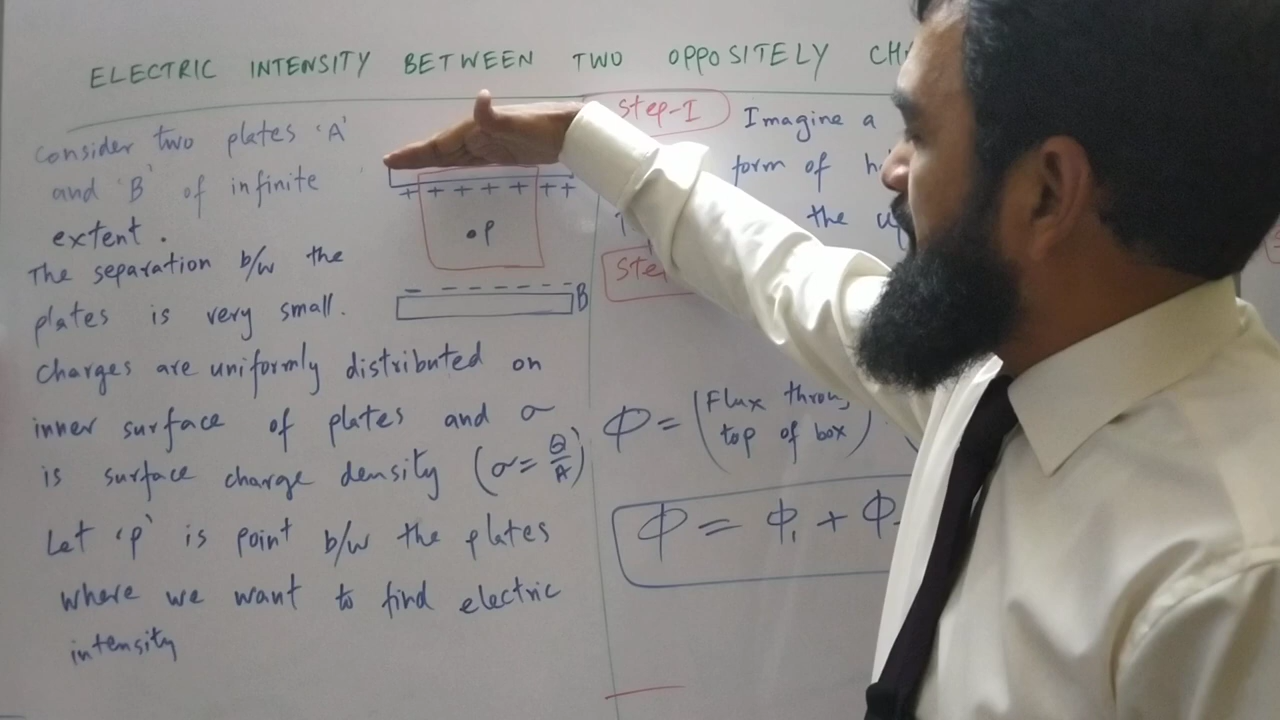 ELECTRIC INTENSITY BETWEEN TWO OPPOSITELY
Consider two plates 'A'
and 'B' of infinite
extent.
The separation b/w the
plates is very small.
charges are uniformly distributed on
inner surface of plates and σ
is surface charge density (σ = Q/A)
Let 'p' is point b/w the plates
where we want to find electric
intensity
+ + + + + + +
op
- - - - - - -
B
Step-I
Imagine a
form of
the
Φ = (Flux
top of box)
Φ = Φ₁ + Φ